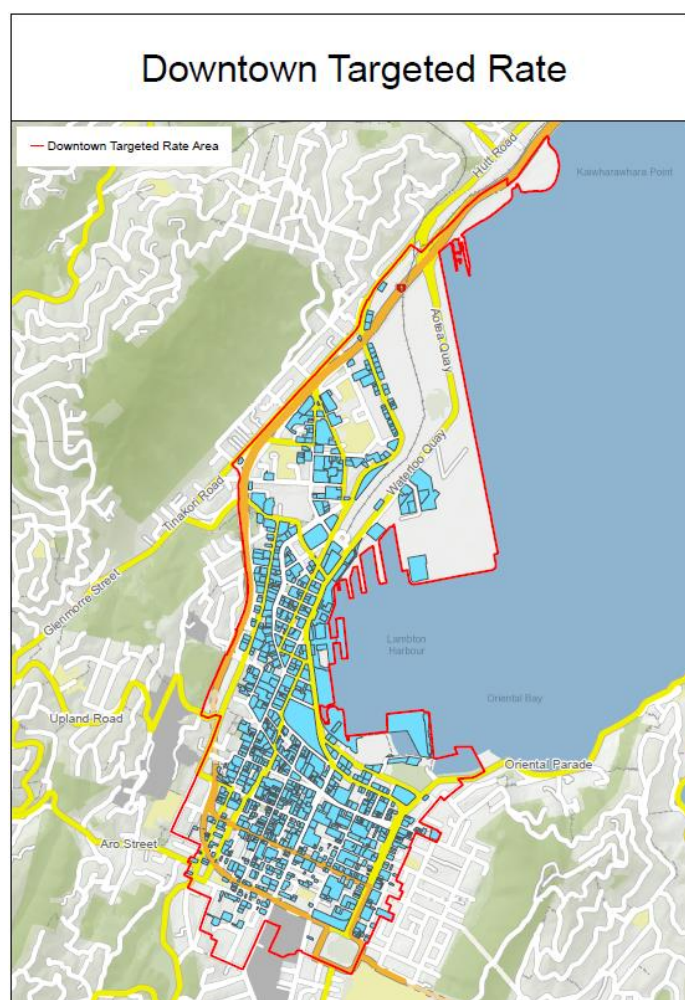 Downtown Targeted Rate
Downtown Targeted Rate Area
Hutt Road
Kaiwharawhara Point
Aotea Quay
Waterloo Quay
Tinakori Road
Glenmorre Street
Lambton
Harbour
Oriental Bay
Upland Road
Oriental Parade
Aro Street